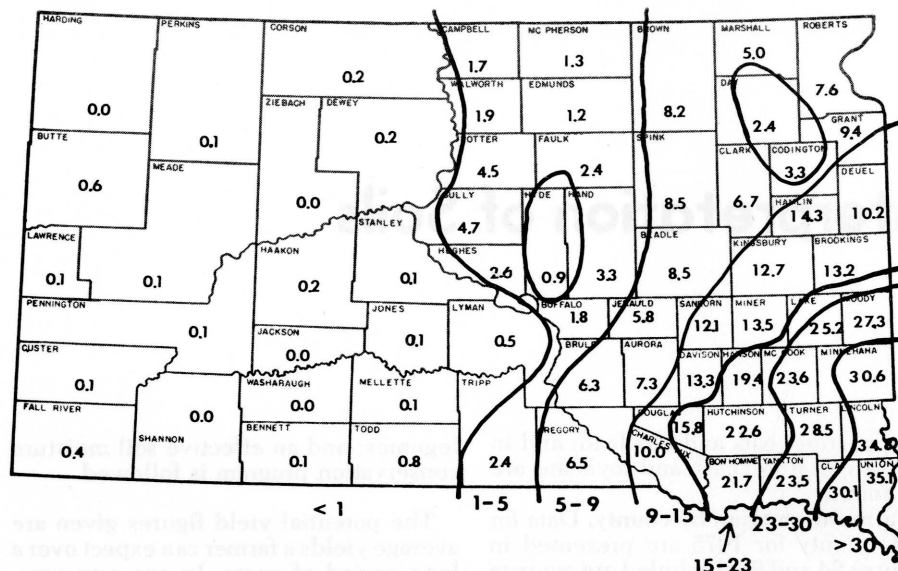 HARDING
PERKINS
CORSON
CAMPBELL
MC PHERSON
BROWN
MARSHALL
ROBERTS
0.0
0.1
0.2
1.7
1.3
8.2
5.0
7.6
WALWORTH
EDMUNDS
DAY
GRANT
1.9
1.2
2.4
9.4
BUTTE
MEADE
ZIEBACH
DEWEY
POTTER
FAULK
SPINK
CLARK
CODINGTON
DEUEL
0.6
0.0
0.2
4.5
2.4
8.5
6.7
3.3
10.2
SULLY
HYDE
HAND
HAMLIN
4.7
0.9
3.3
14.3
LAWRENCE
HAAKON
STANLEY
HUGHES
BEADLE
KINGSBURY
BROOKINGS
0.1
0.1
0.2
0.1
2.6
8.5
12.7
13.2
PENNINGTON
JACKSON
JONES
LYMAN
BUFFALO
JERAULD
SANBORN
MINER
LAKE
MOODY
0.1
0.0
0.1
0.5
1.8
5.8
12.1
13.5
25.2
27.3
CUSTER
WASHABAUGH
MELLETTE
TRIPP
BRULE
AURORA
DAVISON
HANSON
MC COOK
MINNEHAHA
0.1
0.0
0.1
6.3
7.3
13.3
19.4
23.6
30.6
FALL RIVER
SHANNON
BENNETT
TODD
GREGORY
DOUGLAS
HUTCHINSON
TURNER
LINCOLN
0.4
0.0
0.1
0.8
2.4
6.5
15.8
22.6
28.5
34.8
CHARLES MIX
BON HOMME
YANKTON
CLAY
UNION
10.6
21.7
23.5
30.1
35.1
< 1
1-5
5-9
9-15
15-23
23-30
>30